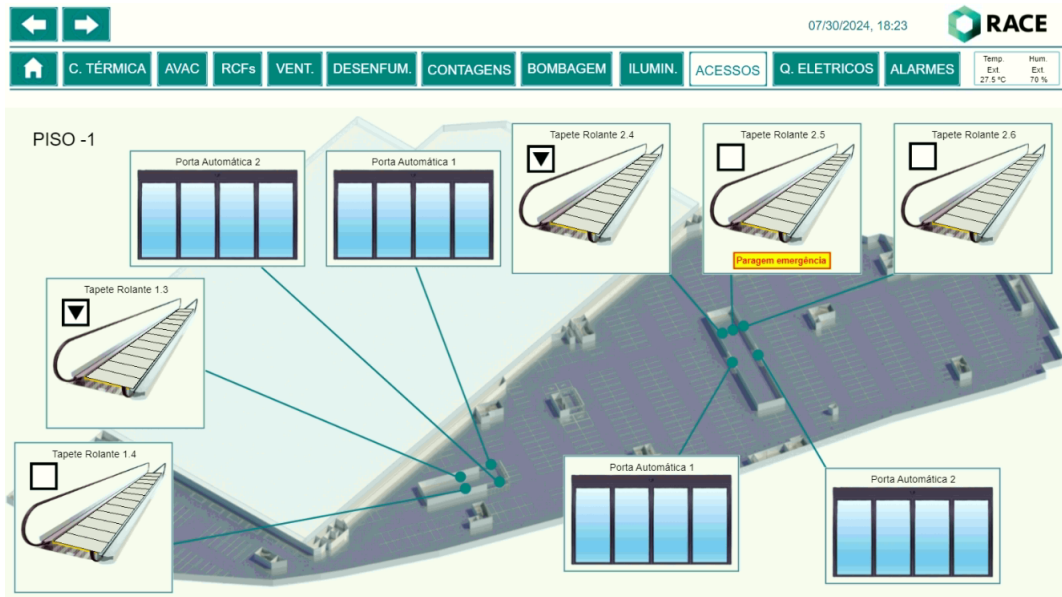 07/30/2024, 18:23
RACE
C. TÉRMICA
AVAC
RCFs
VENT.
DESENFUM.
CONTAGENS
BOMBAGEM
ILUMIN.
ACESSOS
Q. ELETRICOS
ALARMES
Temp. Hum.
Ext. Ext.
27.5 ºC 70 %
PISO -1
Porta Automática 2
Porta Automática 1
Tapete Rolante 2.4
Tapete Rolante 2.5
Paragem emergência
Tapete Rolante 2.6
Tapete Rolante 1.3
Tapete Rolante 1.4
Porta Automática 1
Porta Automática 2